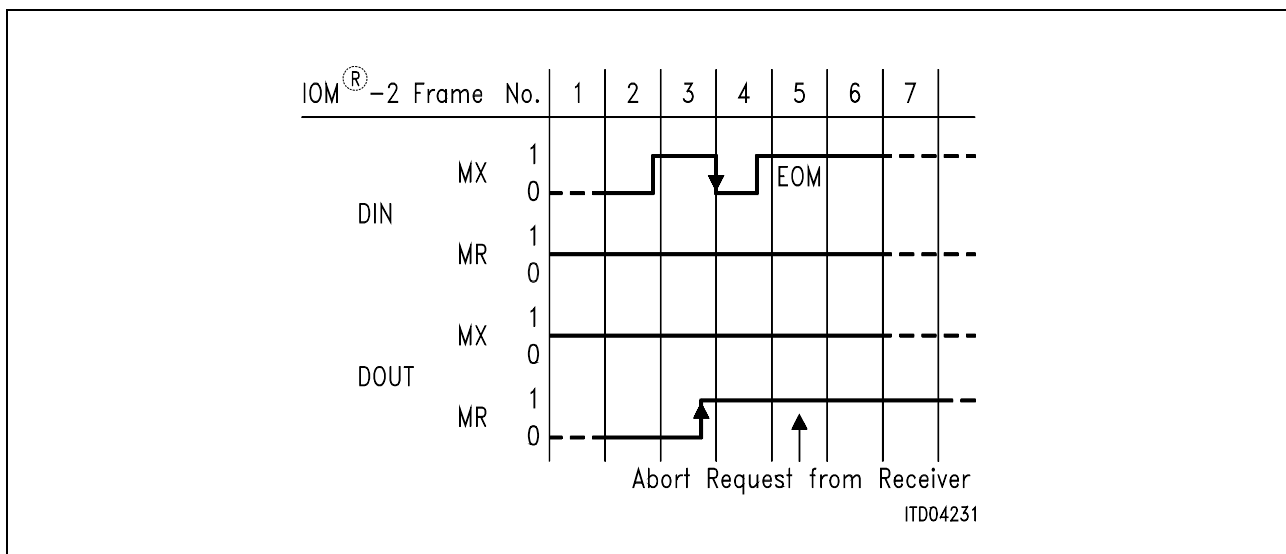 IOM®-2 Frame No. 1 2 3 4 5 6 7
1
MX
0
EOM
DIN
1
MR
0
1
MX
0
DOUT
1
MR
0
Abort Request from Receiver
ITD04231